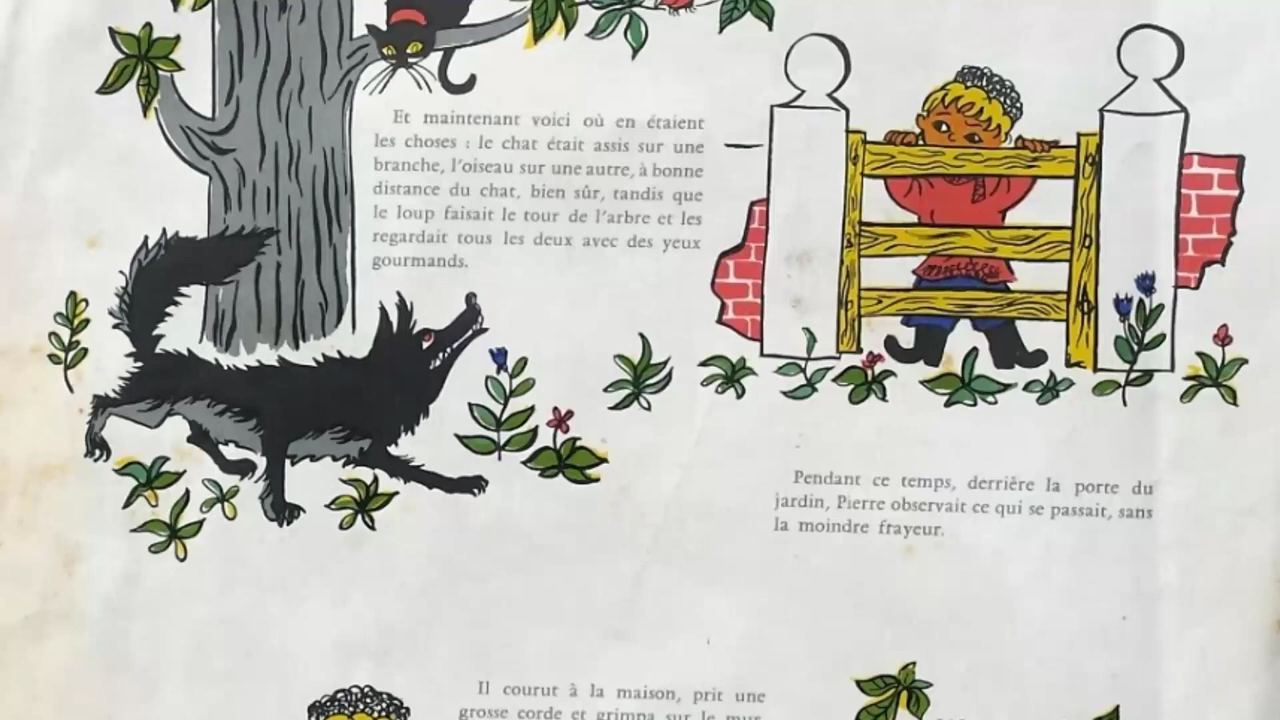 Et maintenant voici où en étaient
les choses : le chat était assis sur une
branche, l'oiseau sur une autre, à bonne
distance du chat, bien sûr, tandis que
le loup faisait le tour de l'arbre et les
regardait tous les deux avec des yeux
gourmands.
Pendant ce temps, derrière la porte du
jardin, Pierre observait ce qui se passait, sans
la moindre frayeur.
Il courut à la maison, prit une
grosse corde et grimpa sur le mur